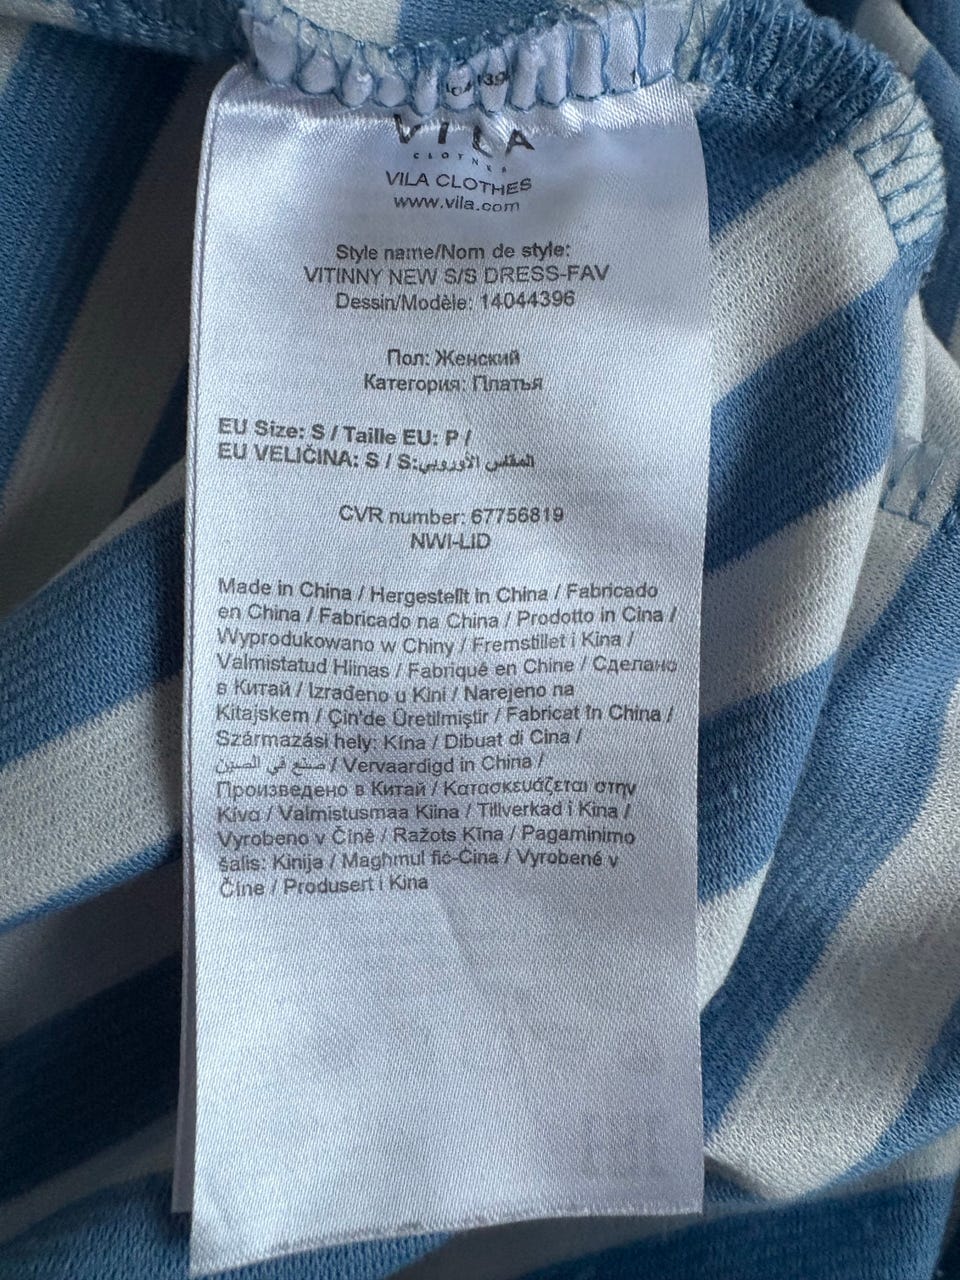 VILA
CLOTHES
VILA CLOTHES
www.vila.com
Style name/Nom de style:
VITINNY NEW S/S DRESS-FAV
Dessin/Modèle: 14044396
Пол: Женский
Категория: Платья
EU Size: S / Taille EU: P /
EU VELIČINA: S / S:المقاس الأوروبي
CVR number: 67756819
NWI-LID
Made in China / Hergestellt in China / Fabricado
en China / Fabricado na China / Prodotto in Cina /
Wyprodukowano w Chiny / Fremstillet i Kina /
Valmistatud Hiinas / Fabriqué en Chine / Сделано
в Китай / Izrađeno u Kini / Narejeno na
Kitajskem / Çin'de Üretilmiştir / Fabricat în China /
Származási hely: Kína / Dibuat di Cina /
صنع في الصين / Vervaardigd in China /
Произведено в Китай / Κατασκευάζεται στην
Κίνα / Valmistusmaa Kiina / Tillverkad i Kina /
Vyrobeno v Číně / Ražots Ķīna / Pagaminimo
šalis: Kinija / Magħmul fiċ-Ċina / Vyrobené v
Číne / Produsert i Kina